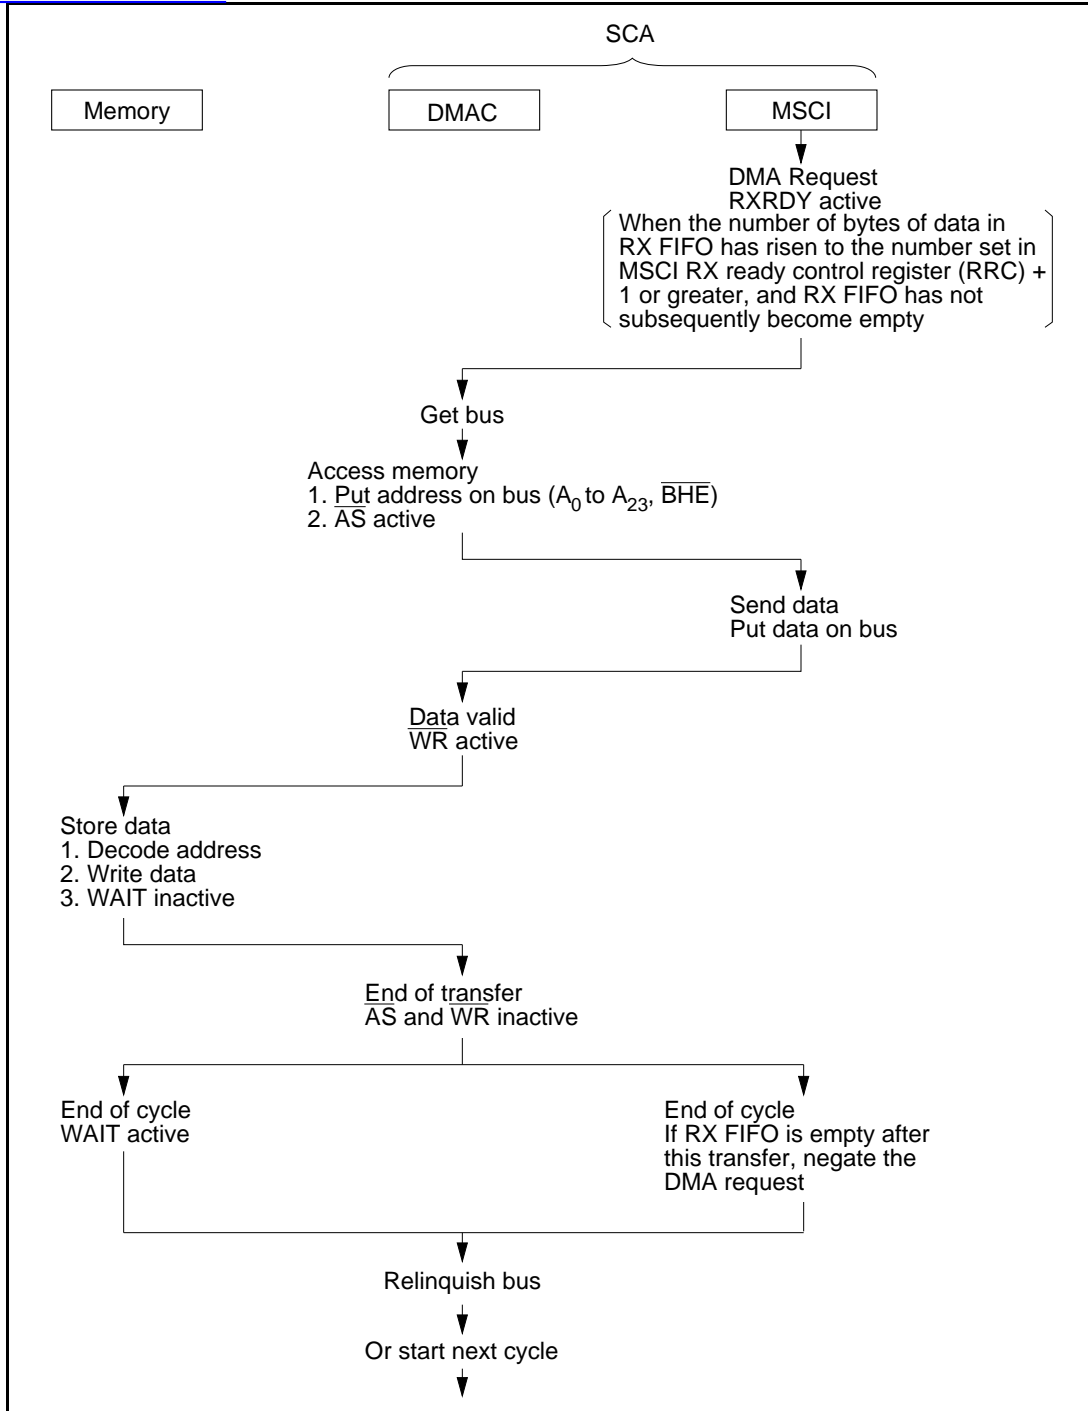 SCA
Memory
DMAC
MSCI
DMA Request
RXRDY active
When the number of bytes of data in
RX FIFO has risen to the number set in
MSCI RX ready control register (RRC) +
1 or greater, and RX FIFO has not
subsequently become empty
Get bus
Access memory
1. Put address on bus (A₀ to A₂₃, B̅H̅E̅)
2. A̅S̅ active
Send data
Put data on bus
Data valid
W̅R̅ active
Store data
1. Decode address
2. Write data
3. WAIT inactive
End of transfer
A̅S̅ and W̅R̅ inactive
End of cycle
WAIT active
End of cycle
If RX FIFO is empty after
this transfer, negate the
DMA request
Relinquish bus
Or start next cycle